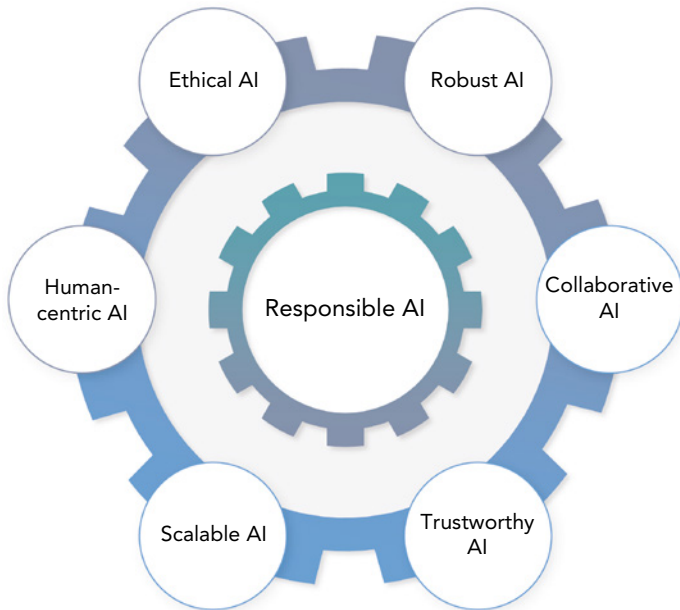 Ethical AI
Robust AI
Human-
centric AI
Responsible AI
Collaborative
AI
Scalable AI
Trustworthy
AI